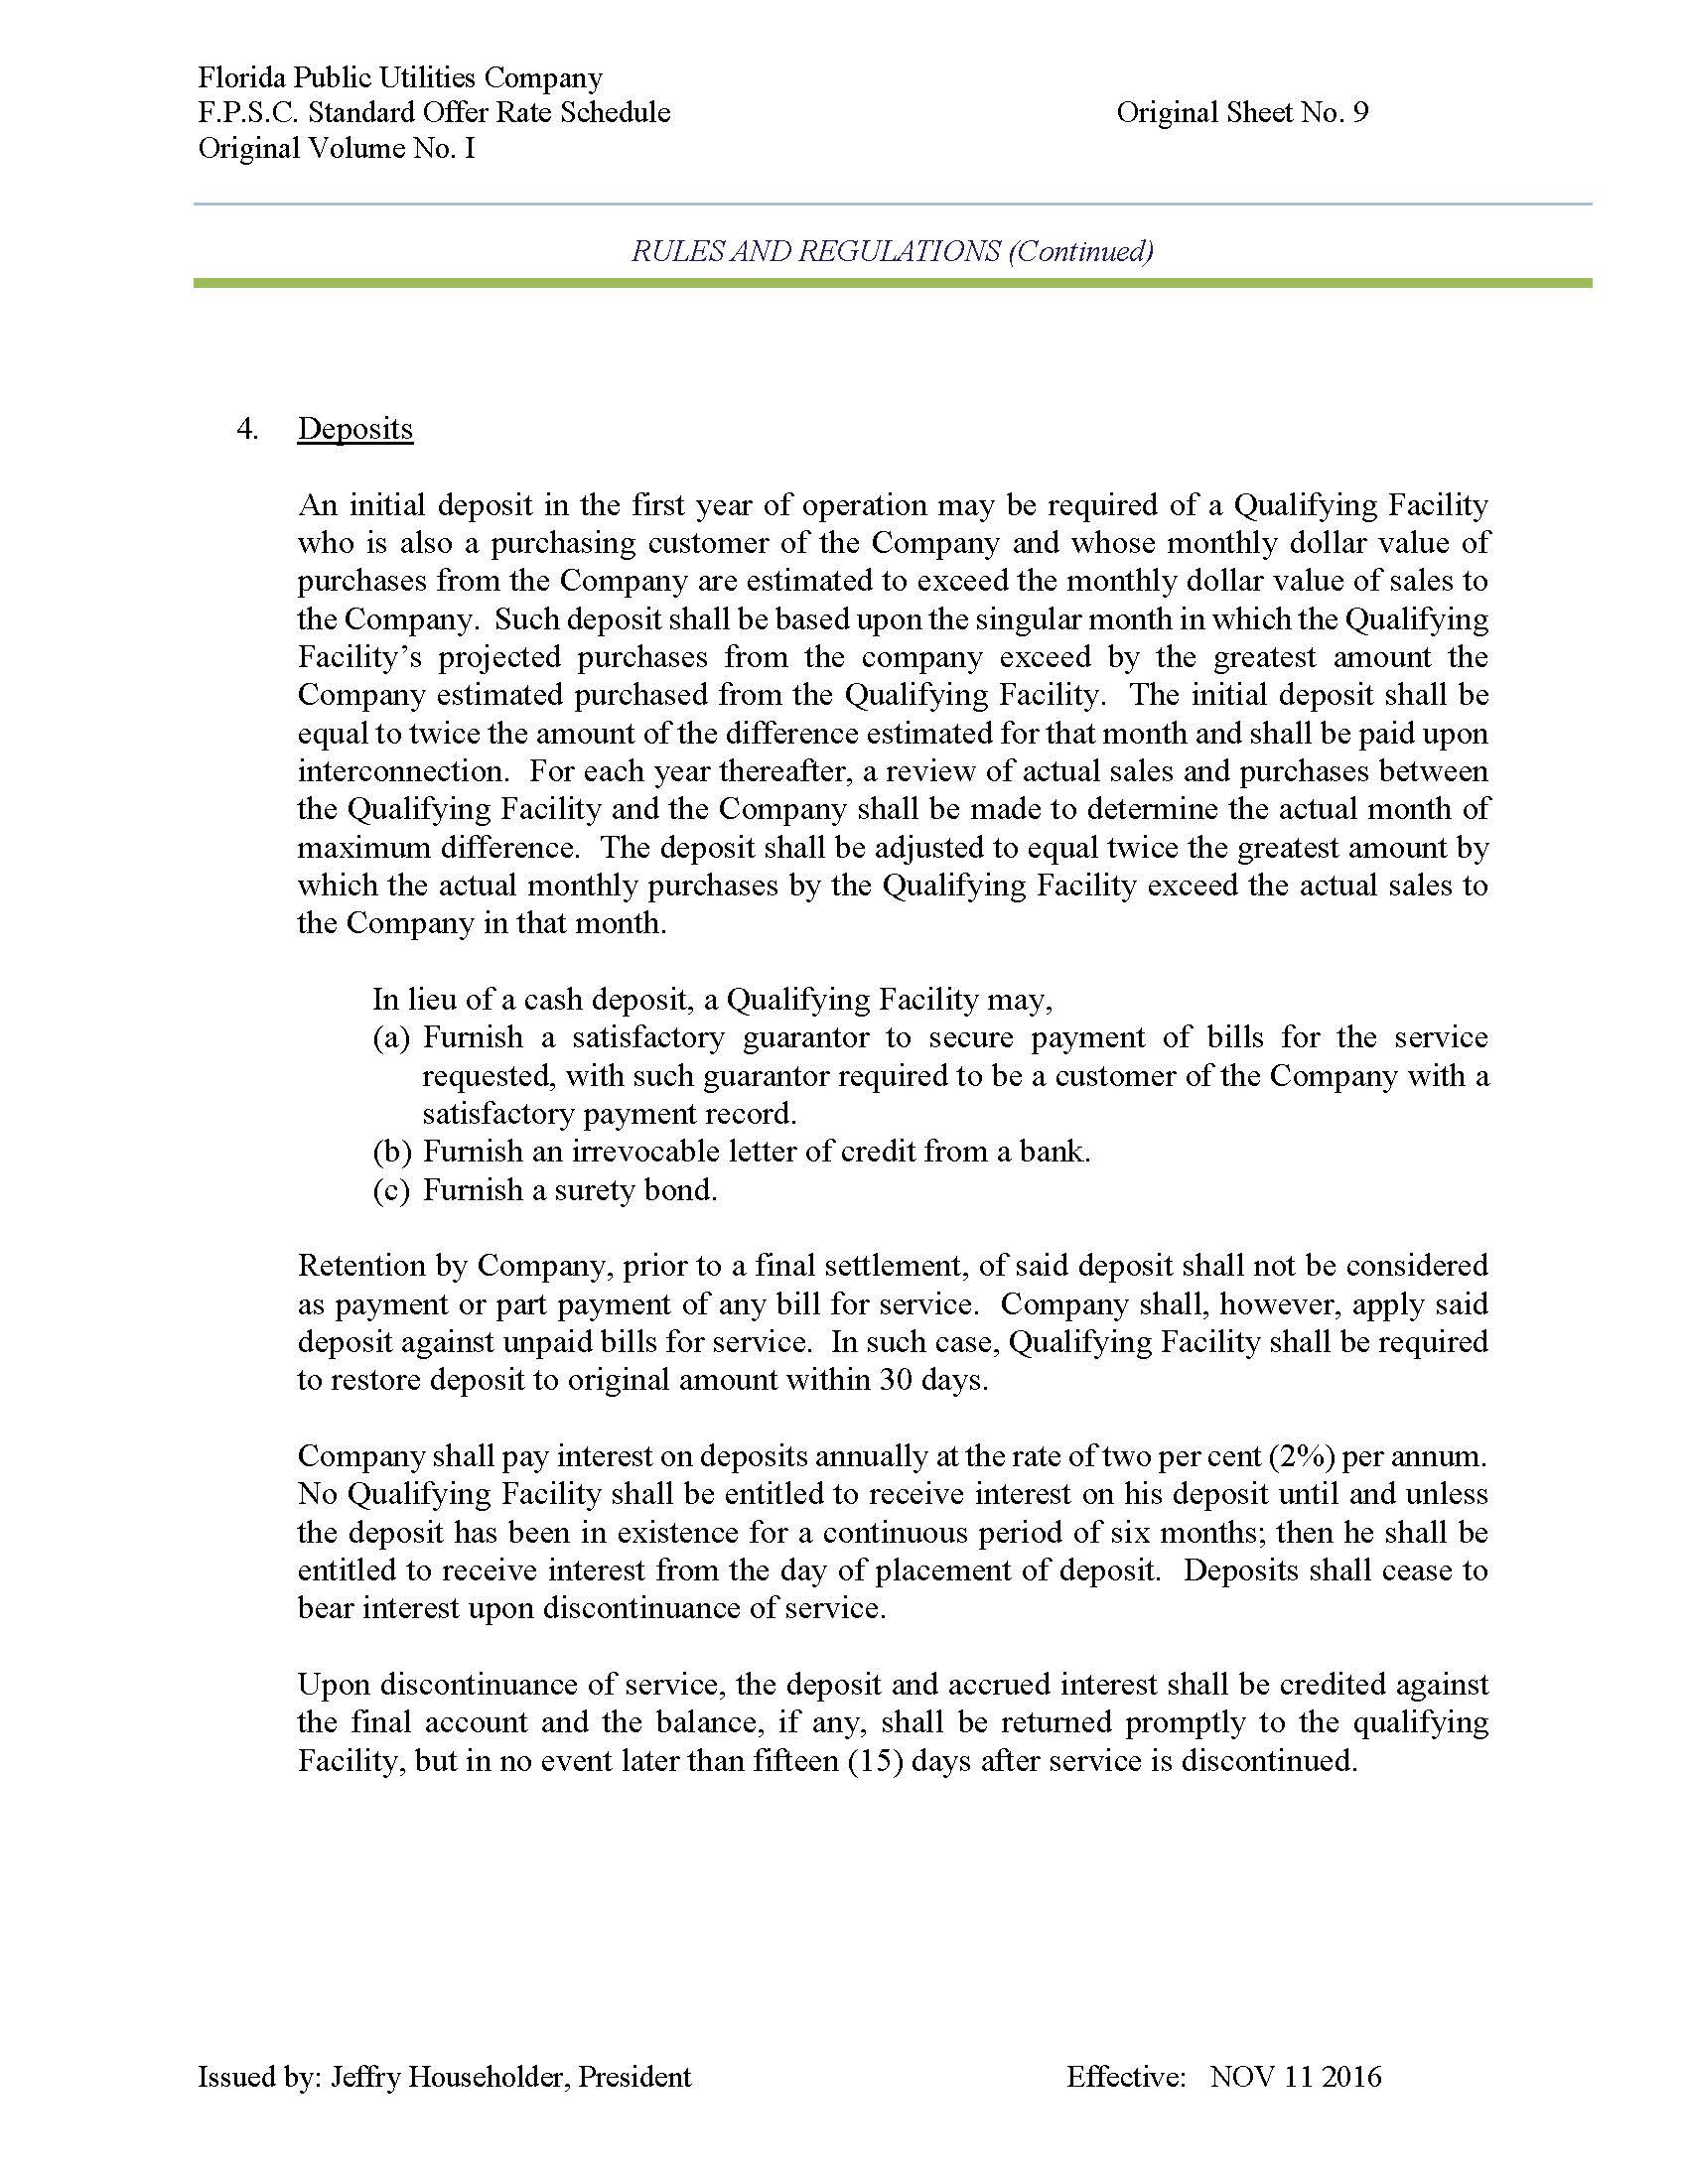 Florida Public Utilities Company
F.P.S.C. Standard Offer Rate Schedule Original Sheet No. 9
Original Volume No. I
RULES AND REGULATIONS (Continued)
4. Deposits
An initial deposit in the first year of operation may be required of a Qualifying Facility
who is also a purchasing customer of the Company and whose monthly dollar value of
purchases from the Company are estimated to exceed the monthly dollar value of sales to
the Company. Such deposit shall be based upon the singular month in which the Qualifying
Facility’s projected purchases from the company exceed by the greatest amount the
Company estimated purchased from the Qualifying Facility. The initial deposit shall be
equal to twice the amount of the difference estimated for that month and shall be paid upon
interconnection. For each year thereafter, a review of actual sales and purchases between
the Qualifying Facility and the Company shall be made to determine the actual month of
maximum difference. The deposit shall be adjusted to equal twice the greatest amount by
which the actual monthly purchases by the Qualifying Facility exceed the actual sales to
the Company in that month.
In lieu of a cash deposit, a Qualifying Facility may,
(a) Furnish a satisfactory guarantor to secure payment of bills for the service
requested, with such guarantor required to be a customer of the Company with a
satisfactory payment record.
(b) Furnish an irrevocable letter of credit from a bank.
(c) Furnish a surety bond.
Retention by Company, prior to a final settlement, of said deposit shall not be considered
as payment or part payment of any bill for service. Company shall, however, apply said
deposit against unpaid bills for service. In such case, Qualifying Facility shall be required
to restore deposit to original amount within 30 days.
Company shall pay interest on deposits annually at the rate of two per cent (2%) per annum.
No Qualifying Facility shall be entitled to receive interest on his deposit until and unless
the deposit has been in existence for a continuous period of six months; then he shall be
entitled to receive interest from the day of placement of deposit. Deposits shall cease to
bear interest upon discontinuance of service.
Upon discontinuance of service, the deposit and accrued interest shall be credited against
the final account and the balance, if any, shall be returned promptly to the qualifying
Facility, but in no event later than fifteen (15) days after service is discontinued.
Issued by: Jeffry Householder, President Effective: NOV 11 2016